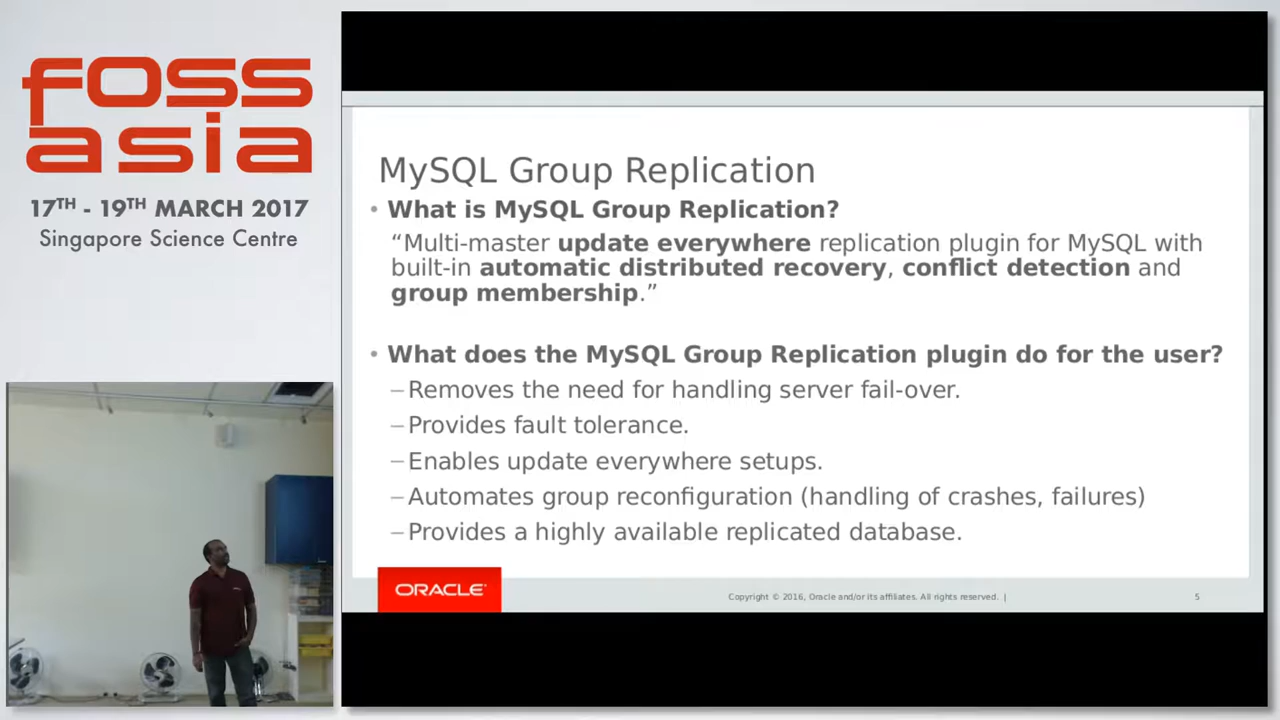 foss
asia
17TH - 19TH MARCH 2017
Singapore Science Centre
MySQL Group Replication
• What is MySQL Group Replication?
“Multi-master update everywhere replication plugin for MySQL with
built-in automatic distributed recovery, conflict detection and
group membership.”
• What does the MySQL Group Replication plugin do for the user?
–Removes the need for handling server fail-over.
–Provides fault tolerance.
–Enables update everywhere setups.
–Automates group reconfiguration (handling of crashes, failures)
–Provides a highly available replicated database.
ORACLE
Copyright © 2016, Oracle and/or its affiliates. All rights reserved. |
5